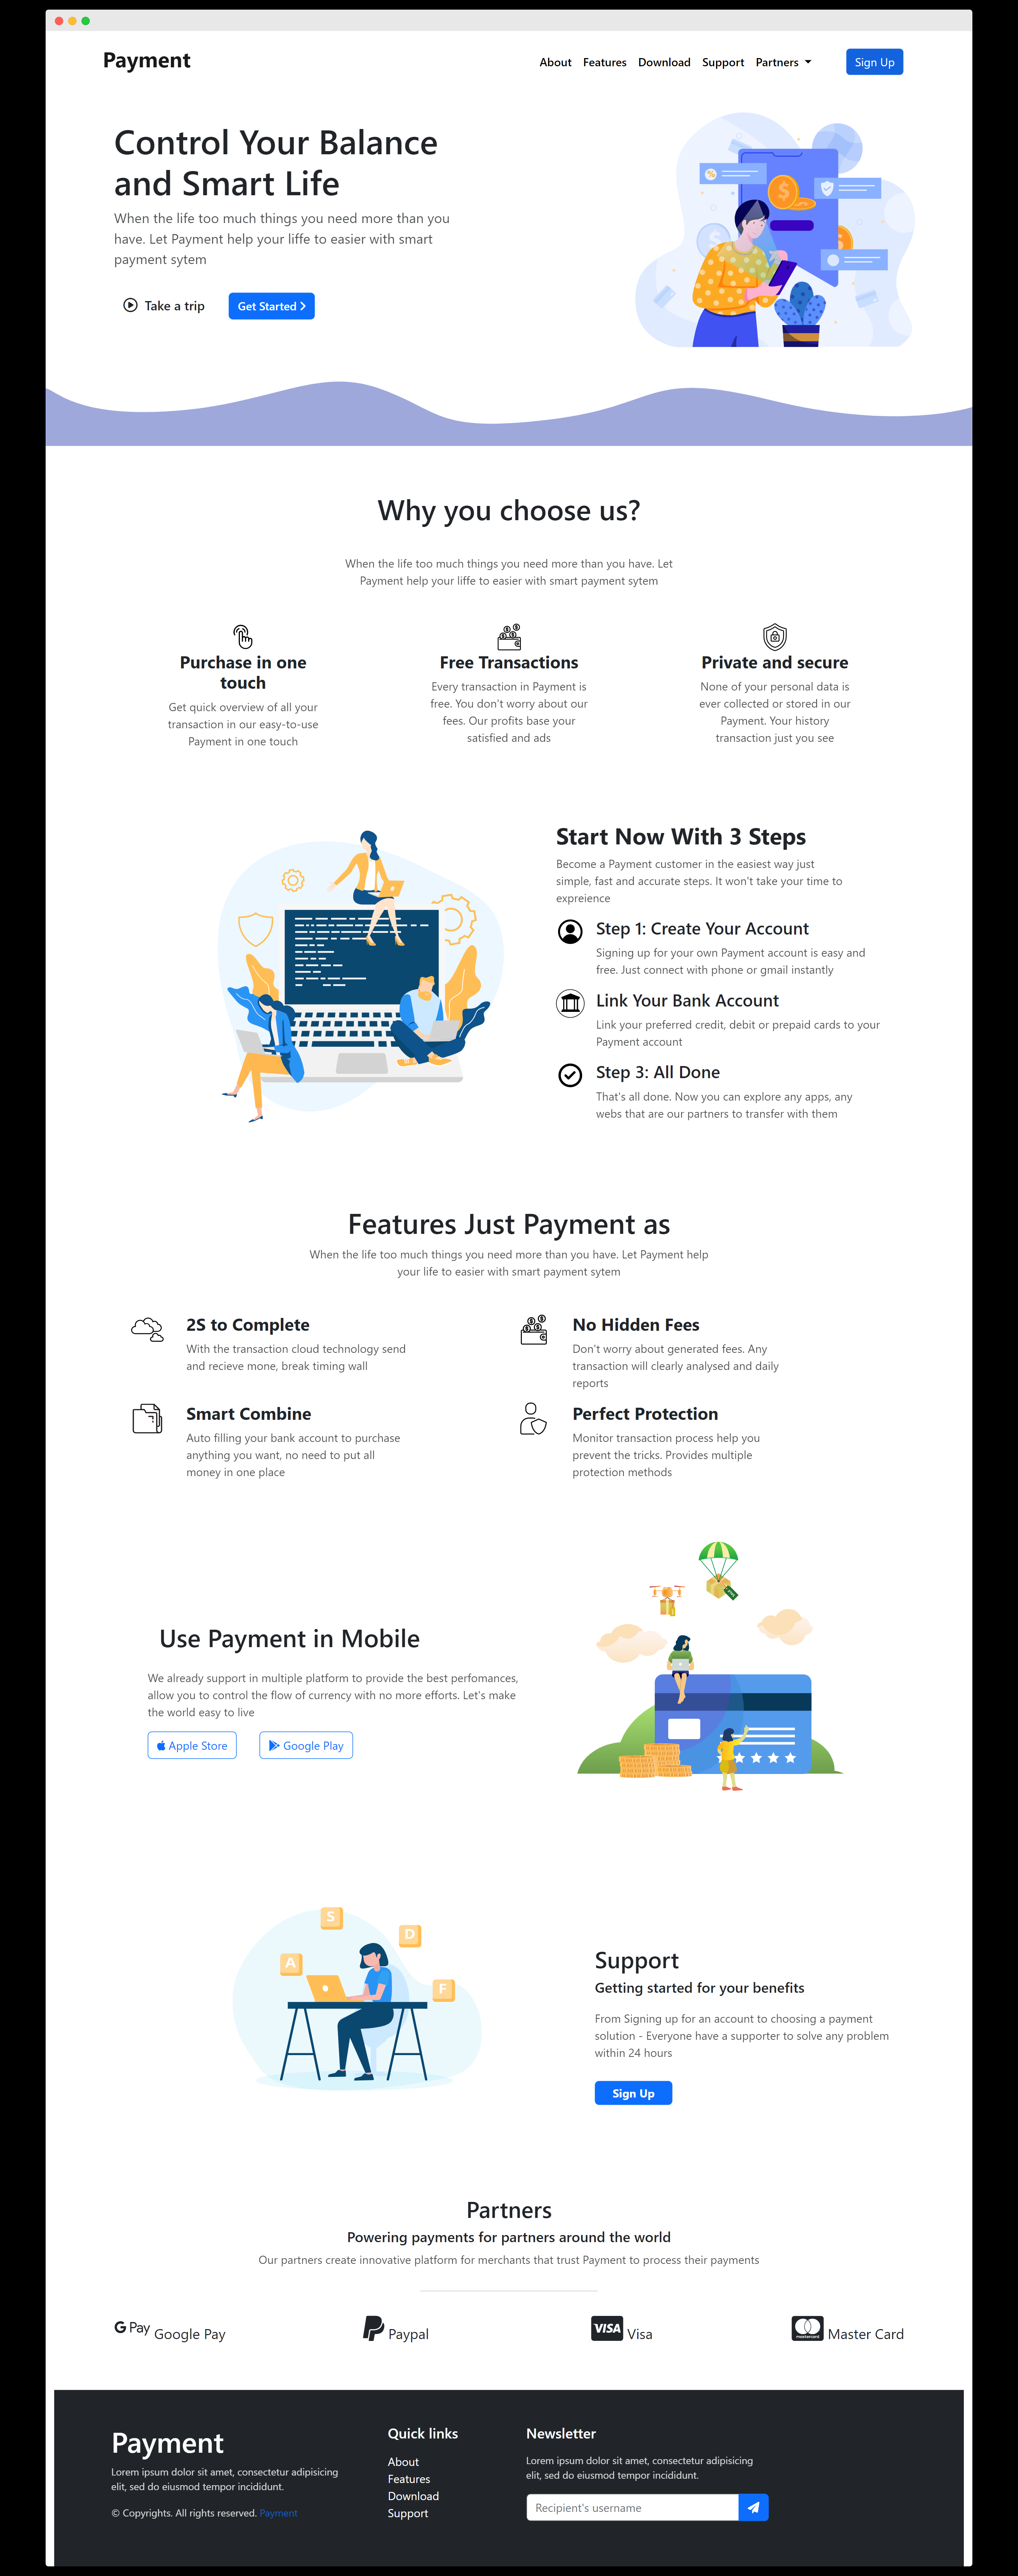 Payment
About Features Download Support Partners
Sign Up
Control Your Balance
and Smart Life
When the life too much things you need more than you
have. Let Payment help your liffe to easier with smart
payment sytem
Take a trip
Get Started
Why you choose us?
When the life too much things you need more than you have. Let
Payment help your liffe to easier with smart payment sytem
Purchase in one
touch
Get quick overview of all your
transaction in our easy-to-use
Payment in one touch
Free Transactions
Every transaction in Payment is
free. You don't worry about our
fees. Our profits base your
satisfied and ads
Private and secure
None of your personal data is
ever collected or stored in our
Payment. Your history
transaction just you see
Start Now With 3 Steps
Become a Payment customer in the easiest way just
simple, fast and accurate steps. It won't take your time to
expreience
Step 1: Create Your Account
Signing up for your own Payment account is easy and
free. Just connect with phone or gmail instantly
Link Your Bank Account
Link your preferred credit, debit or prepaid cards to your
Payment account
Step 3: All Done
That's all done. Now you can explore any apps, any
webs that are our partners to transfer with them
Features Just Payment as
When the life too much things you need more than you have. Let Payment help
your life to easier with smart payment sytem
2S to Complete
With the transaction cloud technology send
and recieve mone, break timing wall
No Hidden Fees
Don't worry about generated fees. Any
transaction will clearly analysed and daily
reports
Smart Combine
Auto filling your bank account to purchase
anything you want, no need to put all
money in one place
Perfect Protection
Monitor transaction process help you
prevent the tricks. Provides multiple
protection methods
Use Payment in Mobile
We already support in multiple platform to provide the best perfomances,
allow you to control the flow of currency with no more efforts. Let's make
the world easy to live
Apple Store
Google Play
S
D
A
F
Support
Getting started for your benefits
From Signing up for an account to choosing a payment
solution - Everyone have a supporter to solve any problem
within 24 hours
Sign Up
Partners
Powering payments for partners around the world
Our partners create innovative platform for merchants that trust Payment to process their payments
G Pay Google Pay
Paypal
VISA Visa
mastercard Master Card
Payment
Lorem ipsum dolor sit amet, consectetur adipisicing
elit, sed do eiusmod tempor incididunt.
© Copyrights. All rights reserved. Payment
Quick links
About
Features
Download
Support
Newsletter
Lorem ipsum dolor sit amet, consectetur adipisicing
elit, sed do eiusmod tempor incididunt.
Recipient's username